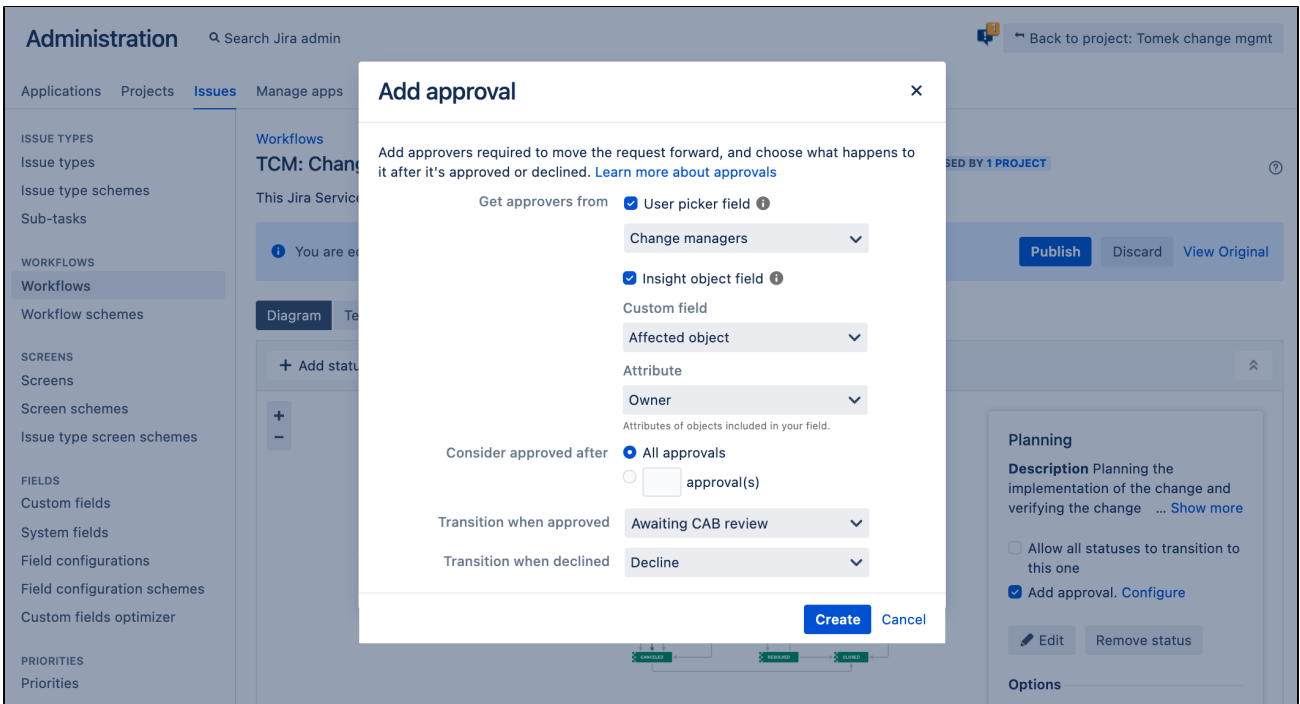 Administration
Search Jira admin
1
Back to project: Tomek change mgmt
Applications Projects Issues Manage apps
ISSUE TYPES
Issue types
Issue type schemes
Sub-tasks
WORKFLOWS
Workflows
Workflow schemes
SCREENS
Screens
Screen schemes
Issue type screen schemes
FIELDS
Custom fields
System fields
Field configurations
Field configuration schemes
Custom fields optimizer
PRIORITIES
Priorities
Workflows
TCM: Chang
SED BY 1 PROJECT
This Jira Service
You are e
Publish Discard View Original
Diagram Te
+ Add statu
+
−
Add approval
Add approvers required to move the request forward, and choose what happens to
it after it's approved or declined. Learn more about approvals
Get approvers from User picker field
Change managers
Insight object field
Custom field
Affected object
Attribute
Owner
Attributes of objects included in your field.
Consider approved after All approvals
approval(s)
Transition when approved Awaiting CAB review
Transition when declined Decline
Create Cancel
CANCELED RESOLVED CLOSED
Planning
Description Planning the
implementation of the change and
verifying the change ... Show more
Allow all statuses to transition to
this one
Add approval. Configure
Edit Remove status
Options